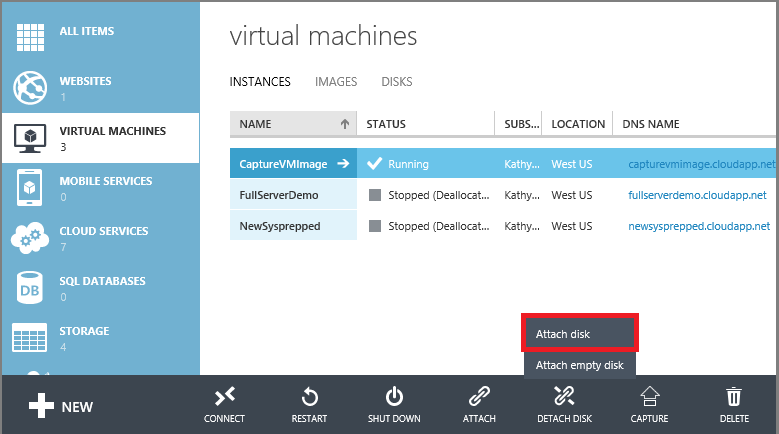 ALL ITEMS
WEBSITES
1
VIRTUAL MACHINES
3
MOBILE SERVICES
0
CLOUD SERVICES
7
DB
SQL DATABASES
0
STORAGE
4
virtual machines
INSTANCES IMAGES DISKS
NAME STATUS SUBS... LOCATION DNS NAME
CaptureVMImage Running Kathy... West US capturevmimage.cloudapp.net
FullServerDemo Stopped (Deallocat... Kathy... West US fullserverdemo.cloudapp.net
NewSysprepped Stopped (Deallocat... Kathy... West US newsysprepped.cloudapp.net
Attach disk
Attach empty disk
NEW
CONNECT RESTART SHUT DOWN ATTACH DETACH DISK CAPTURE DELETE